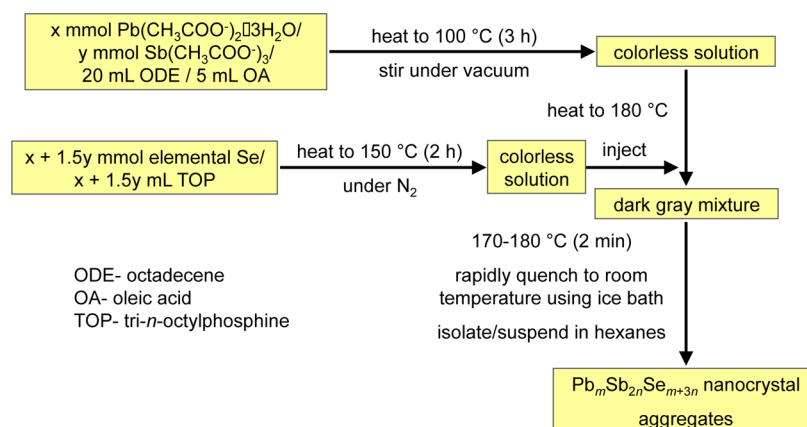 x mmol Pb(CH₃COO⁻)₂▯3H₂O/
y mmol Sb(CH₃COO⁻)₃/
20 mL ODE / 5 mL OA
heat to 100 °C (3 h)
stir under vacuum
colorless solution
heat to 180 °C
x + 1.5y mmol elemental Se/
x + 1.5y mL TOP
heat to 150 °C (2 h)
under N₂
colorless
solution
inject
dark gray mixture
170-180 °C (2 min)
rapidly quench to room
temperature using ice bath
isolate/suspend in hexanes
ODE- octadecene
OA- oleic acid
TOP- tri-n-octylphosphine
PbₘSb₂ₙSeₘ₊₃ₙ nanocrystal
aggregates